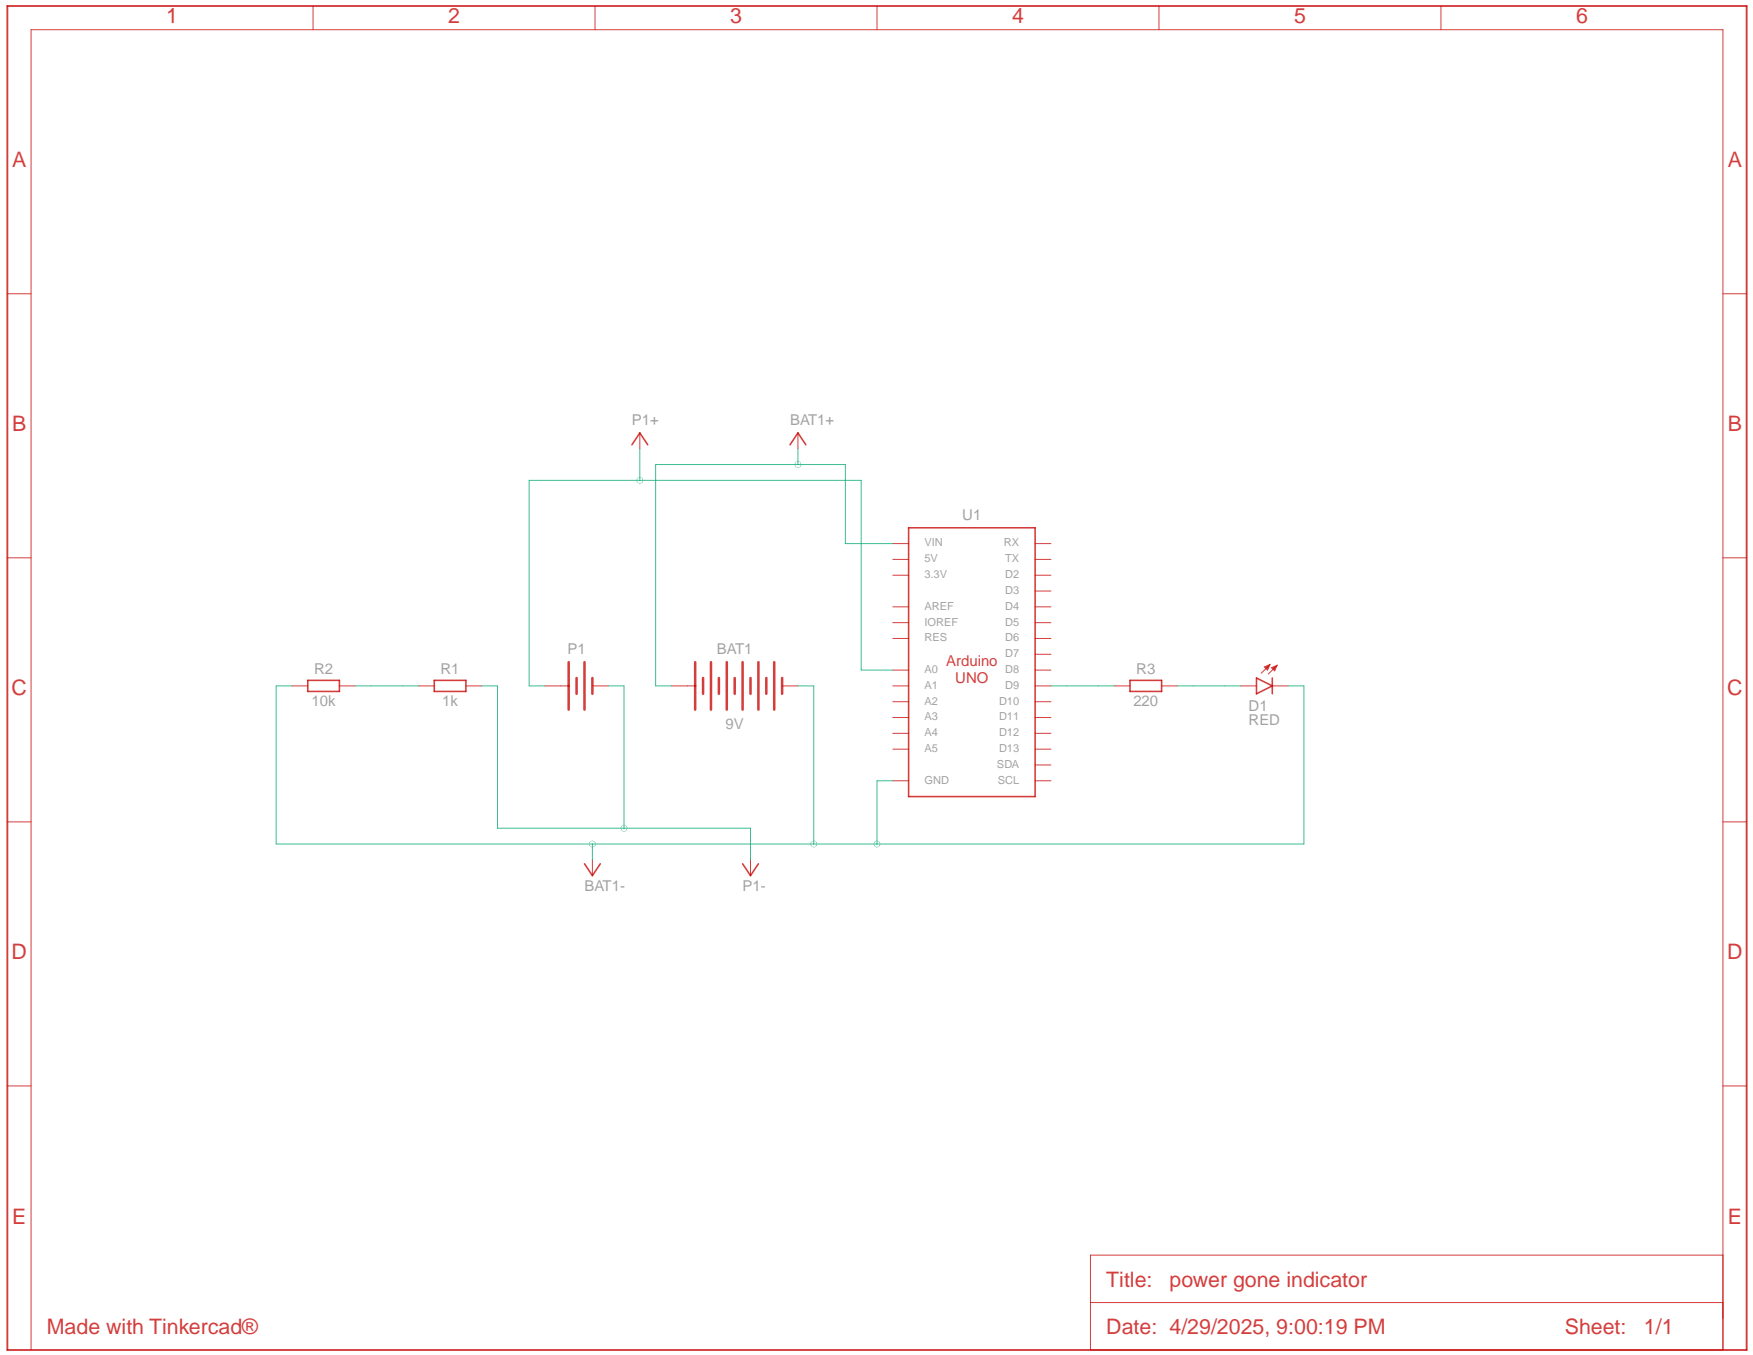 1 2 3 4 5 6
A A
P1+ BAT1+
B B
U1
VIN RX
5V TX
3.3V D2
D3
AREF D4
IOREF D5
RES D6
D7
A0 D8
A1 D9
A2 D10
A3 D11
A4 D12
A5 D13
SDA
GND SCL
Arduino
UNO
C C
R2
10k
R1
1k
P1
BAT1
9V
R3
220
D1
RED
BAT1- P1-
D D
E E
Title: power gone indicator
Made with Tinkercad®
Date: 4/29/2025, 9:00:19 PM Sheet: 1/1